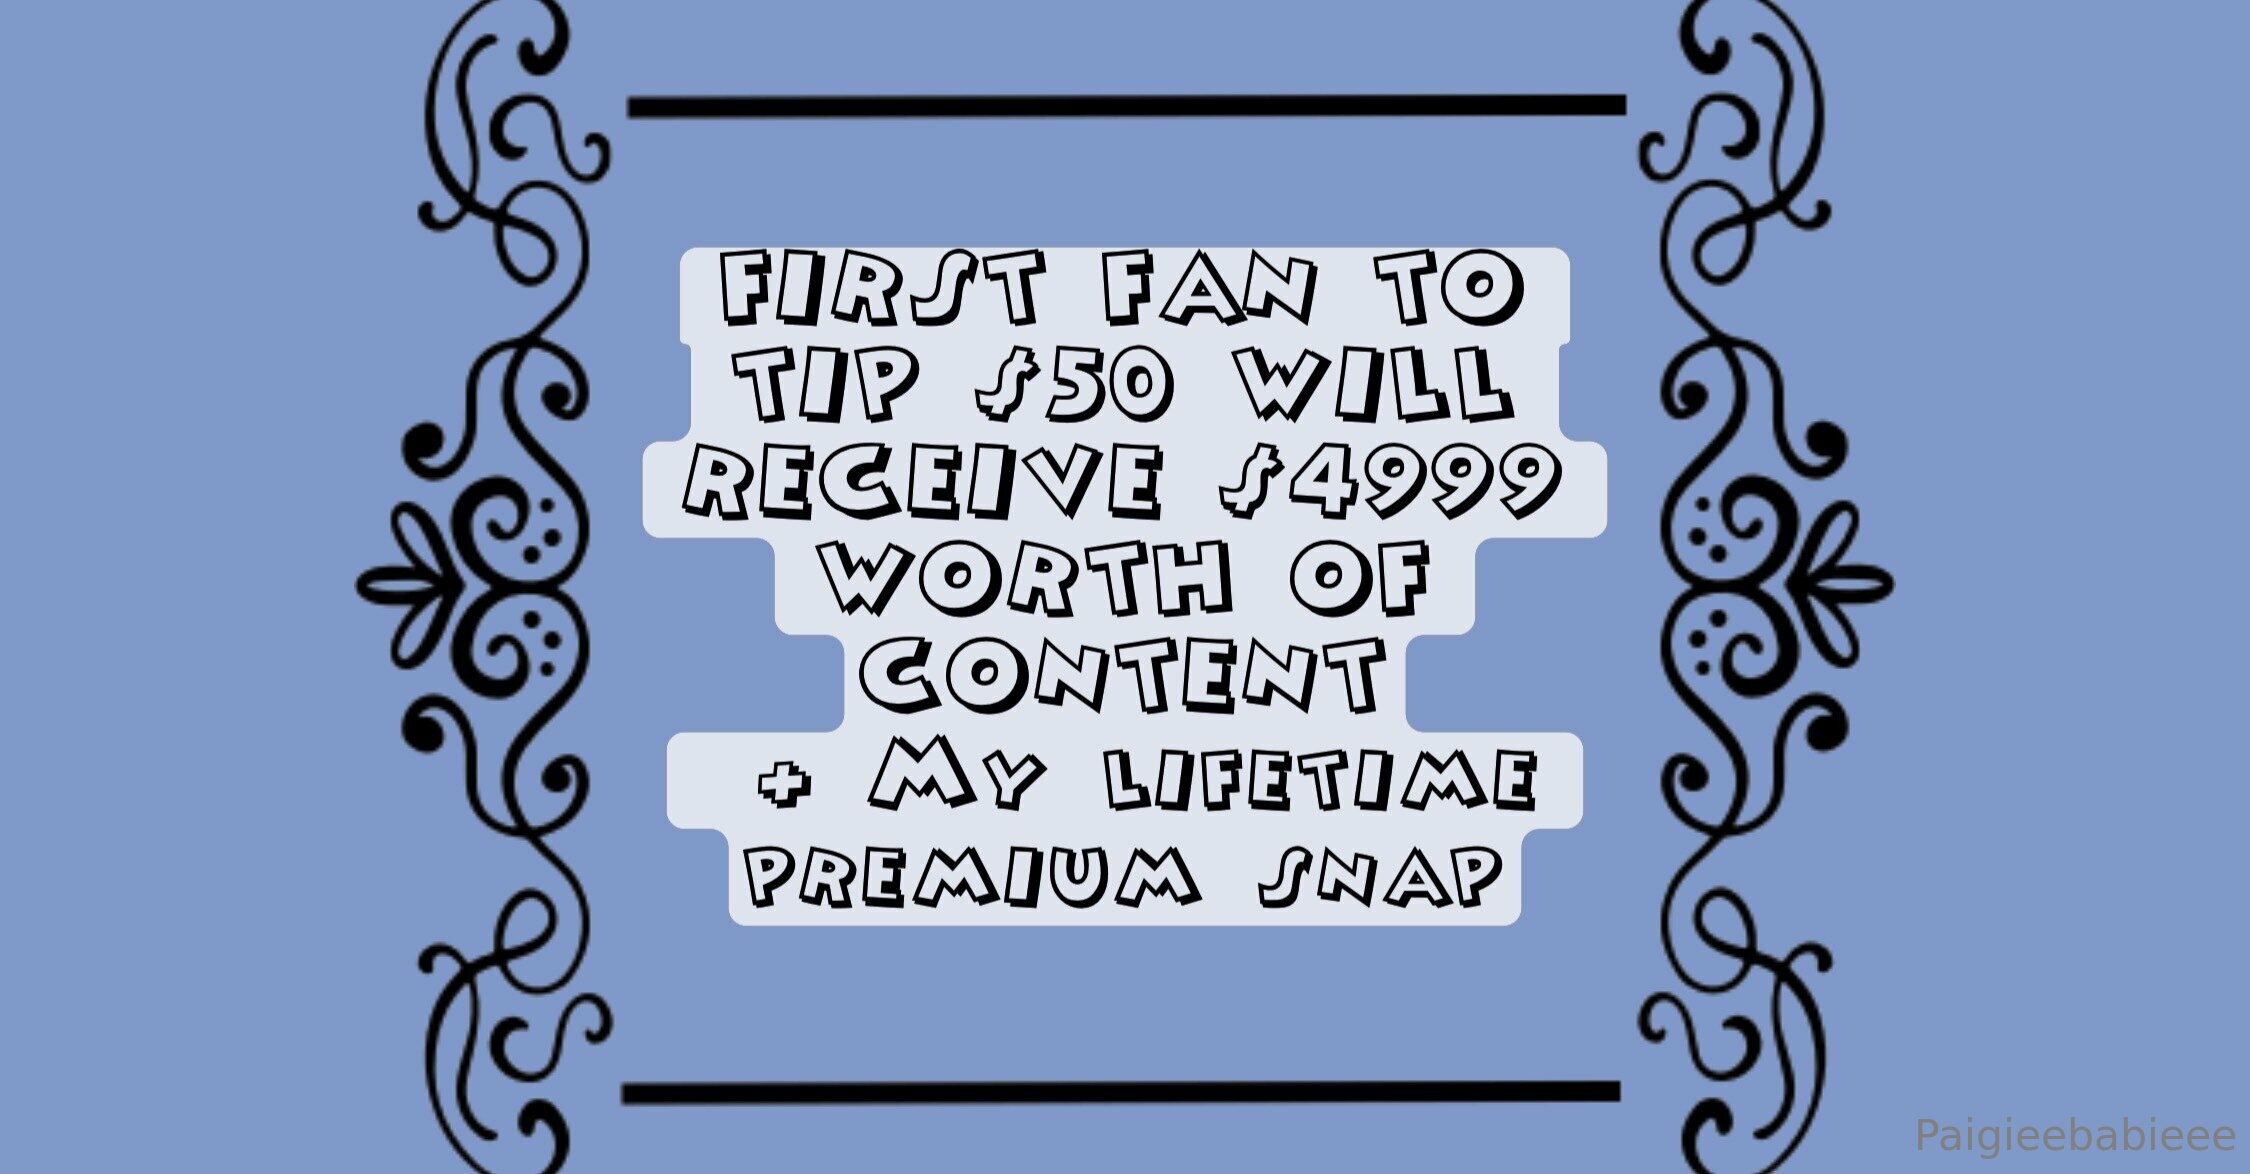 FIRST FAN TO
TIP $50 WILL
RECEIVE $4999
WORTH OF
CONTENT
+ My lifetime
premium snap
Paigieebabieee